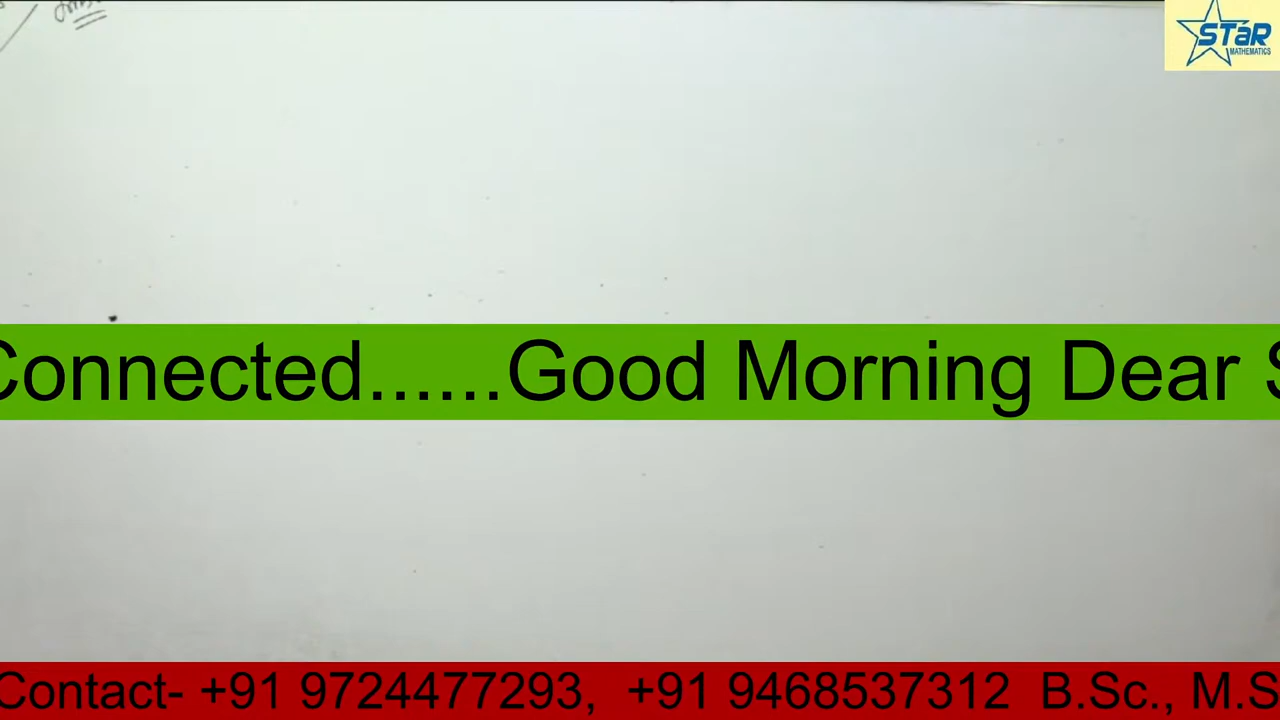 STaR
MATHEMATICS
Connected......Good Morning Dear S
Contact- +91 9724477293, +91 9468537312 B.Sc., M.S